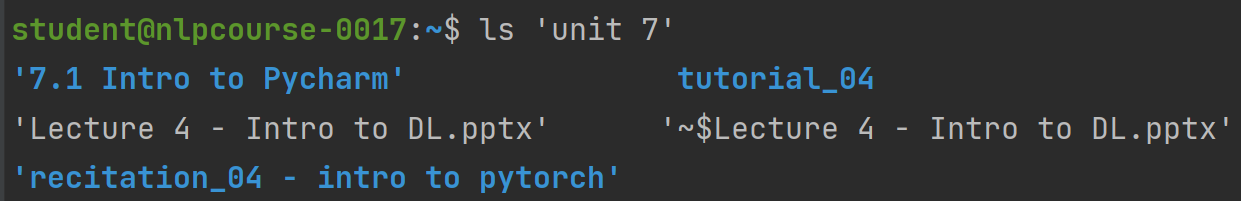 student@nlpcourse-0017:~$ ls 'unit 7'
'7.1 Intro to Pycharm' tutorial_04
'Lecture 4 - Intro to DL.pptx' '~$Lecture 4 - Intro to DL.pptx'
'recitation_04 - intro to pytorch'